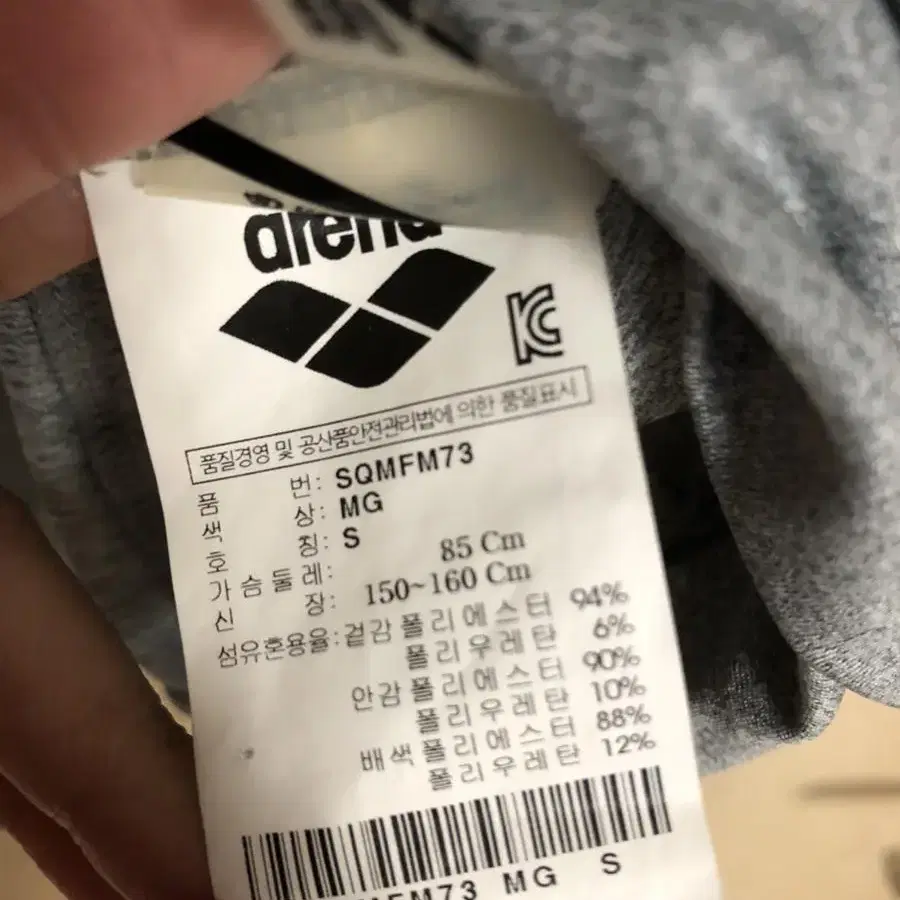 arena
KC
품질경영 및 공산품안전관리법에 의한 품질표시
품 번: SQMFM73
색 상: MG
호 칭: S
가슴둘레: 85 Cm
신 장: 150~160 Cm
섬유혼용율: 겉감 폴리에스터 94%
폴리우레탄 6%
안감 폴리에스터 90%
폴리우레탄 10%
배색 폴리에스터 88%
폴리우레탄 12%
MFM73 MG S